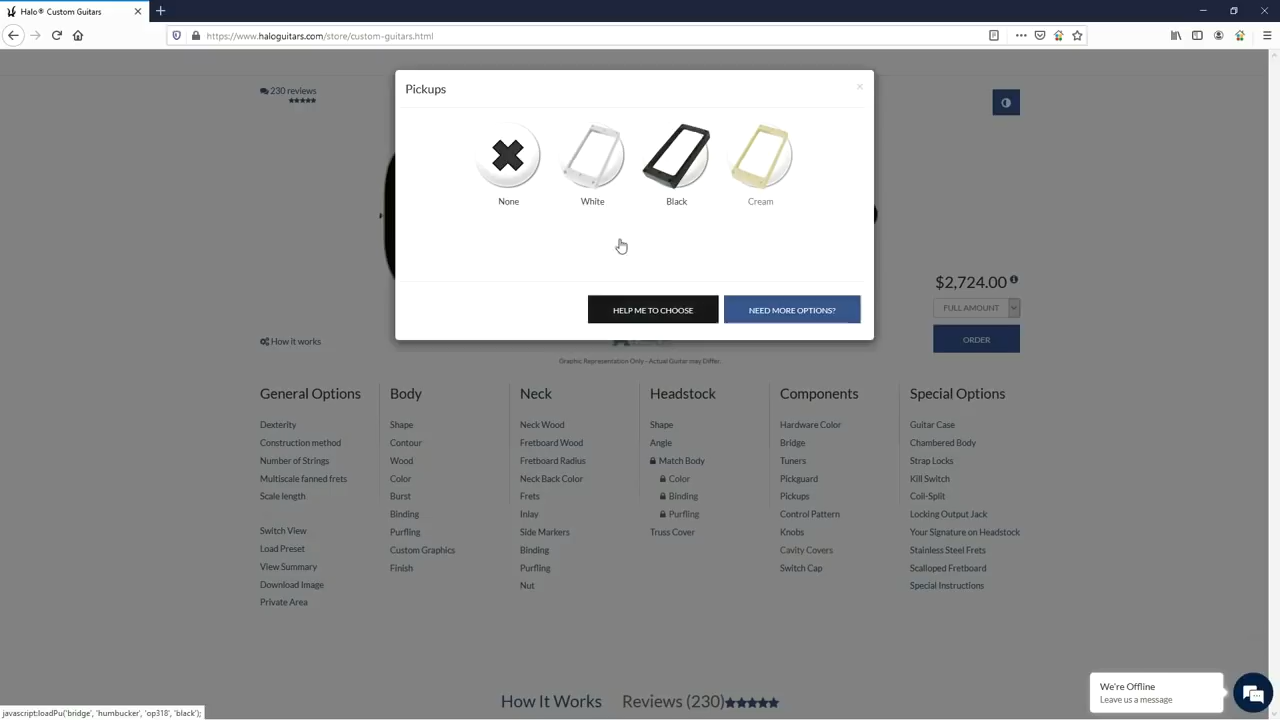 Halo® Custom Guitars
https://www.haloguitars.com/store/custom-guitars.html
230 reviews
Pickups
None
White
Black
Cream
HELP ME TO CHOOSE
NEED MORE OPTIONS?
$2,724.00
FULL AMOUNT
ORDER
How it works
Graphic Representation Only - Actual Guitar may Differ.
General Options
Dexterity
Construction method
Number of Strings
Multiscale fanned frets
Scale length
Switch View
Load Preset
View Summary
Download Image
Private Area
Body
Shape
Contour
Wood
Color
Burst
Binding
Purfling
Custom Graphics
Finish
Neck
Neck Wood
Fretboard Wood
Fretboard Radius
Neck Back Color
Frets
Inlay
Side Markers
Binding
Purfling
Nut
Headstock
Shape
Angle
Match Body
Color
Binding
Purfling
Truss Cover
Components
Hardware Color
Bridge
Tuners
Pickguard
Pickups
Control Pattern
Knobs
Cavity Covers
Switch Cap
Special Options
Guitar Case
Chambered Body
Strap Locks
Kill Switch
Coil-Split
Locking Output Jack
Your Signature on Headstock
Stainless Steel Frets
Scalloped Fretboard
Special Instructions
How It Works
Reviews (230)
We're Offline
Leave us a message
javascript:loadPu('bridge', 'humbucker', 'op318', 'black');